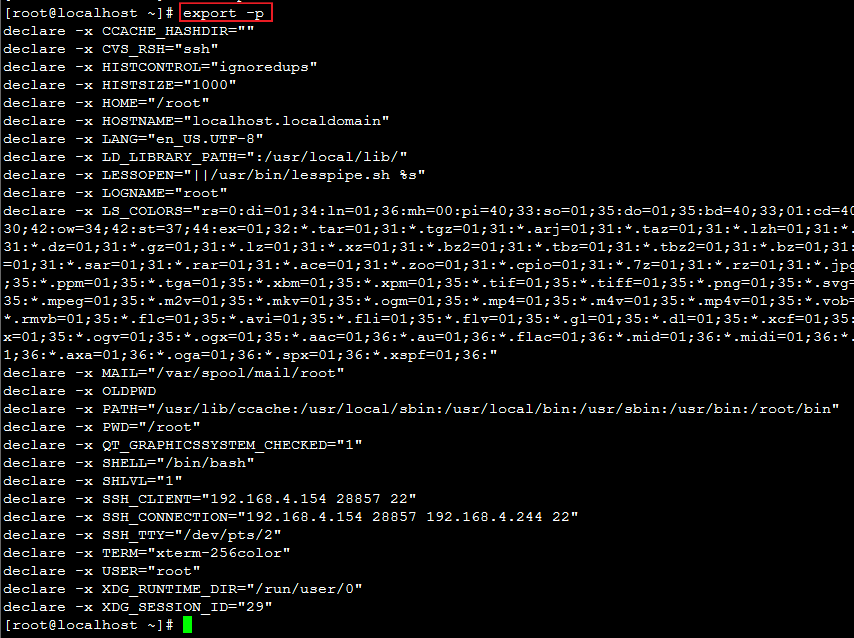 [root@localhost ~]# export -p
declare -x CCACHE_HASHDIR=""
declare -x CVS_RSH="ssh"
declare -x HISTCONTROL="ignoredups"
declare -x HISTSIZE="1000"
declare -x HOME="/root"
declare -x HOSTNAME="localhost.localdomain"
declare -x LANG="en_US.UTF-8"
declare -x LD_LIBRARY_PATH=":/usr/local/lib/"
declare -x LESSOPEN="||/usr/bin/lesspipe.sh %s"
declare -x LOGNAME="root"
declare -x LS_COLORS="rs=0:di=01;34:ln=01;36:mh=00:pi=40;33:so=01;35:do=01;35:bd=40;33;01:cd=40
30;42:ow=34;42:st=37;44:ex=01;32:*.tar=01;31:*.tgz=01;31:*.arj=01;31:*.taz=01;31:*.lzh=01;31:*.
31:*.dz=01;31:*.gz=01;31:*.lz=01;31:*.xz=01;31:*.bz2=01;31:*.tbz=01;31:*.tbz2=01;31:*.bz=01;31:
=01;31:*.sar=01;31:*.rar=01;31:*.ace=01;31:*.zoo=01;31:*.cpio=01;31:*.7z=01;31:*.rz=01;31:*.jpg
;35:*.ppm=01;35:*.tga=01;35:*.xbm=01;35:*.xpm=01;35:*.tif=01;35:*.tiff=01;35:*.png=01;35:*.svg=
35:*.mpeg=01;35:*.m2v=01;35:*.mkv=01;35:*.ogm=01;35:*.mp4=01;35:*.m4v=01;35:*.mp4v=01;35:*.vob=
*.rmvb=01;35:*.flc=01;35:*.avi=01;35:*.fli=01;35:*.flv=01;35:*.gl=01;35:*.dl=01;35:*.xcf=01;35:
x=01;35:*.ogv=01;35:*.ogx=01;35:*.aac=01;36:*.au=01;36:*.flac=01;36:*.mid=01;36:*.midi=01;36:*.
1;36:*.axa=01;36:*.oga=01;36:*.spx=01;36:*.xspf=01;36:"
declare -x MAIL="/var/spool/mail/root"
declare -x OLDPWD
declare -x PATH="/usr/lib/ccache:/usr/local/sbin:/usr/local/bin:/usr/sbin:/usr/bin:/root/bin"
declare -x PWD="/root"
declare -x QT_GRAPHICSSYSTEM_CHECKED="1"
declare -x SHELL="/bin/bash"
declare -x SHLVL="1"
declare -x SSH_CLIENT="192.168.4.154 28857 22"
declare -x SSH_CONNECTION="192.168.4.154 28857 192.168.4.244 22"
declare -x SSH_TTY="/dev/pts/2"
declare -x TERM="xterm-256color"
declare -x USER="root"
declare -x XDG_RUNTIME_DIR="/run/user/0"
declare -x XDG_SESSION_ID="29"
[root@localhost ~]#